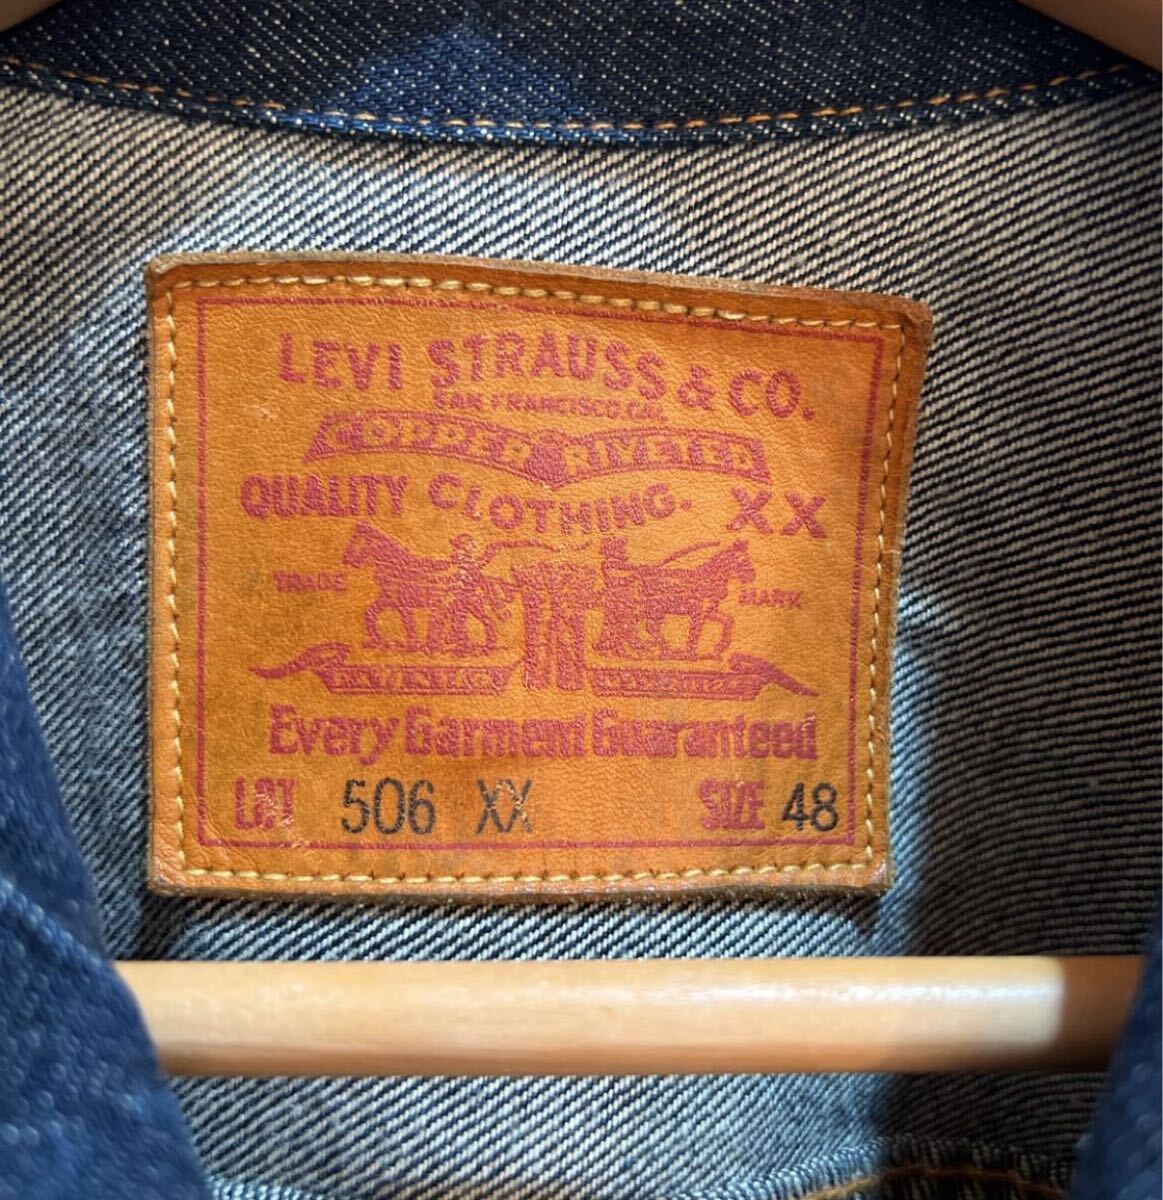 LEVI STRAUSS & CO.
SAN FRANCISCO CAL
COPPER RIVETED
QUALITY CLOTHING. XX
TRADE MARK
Every Garment Guaranteed
LOT 506 XX SIZE 48